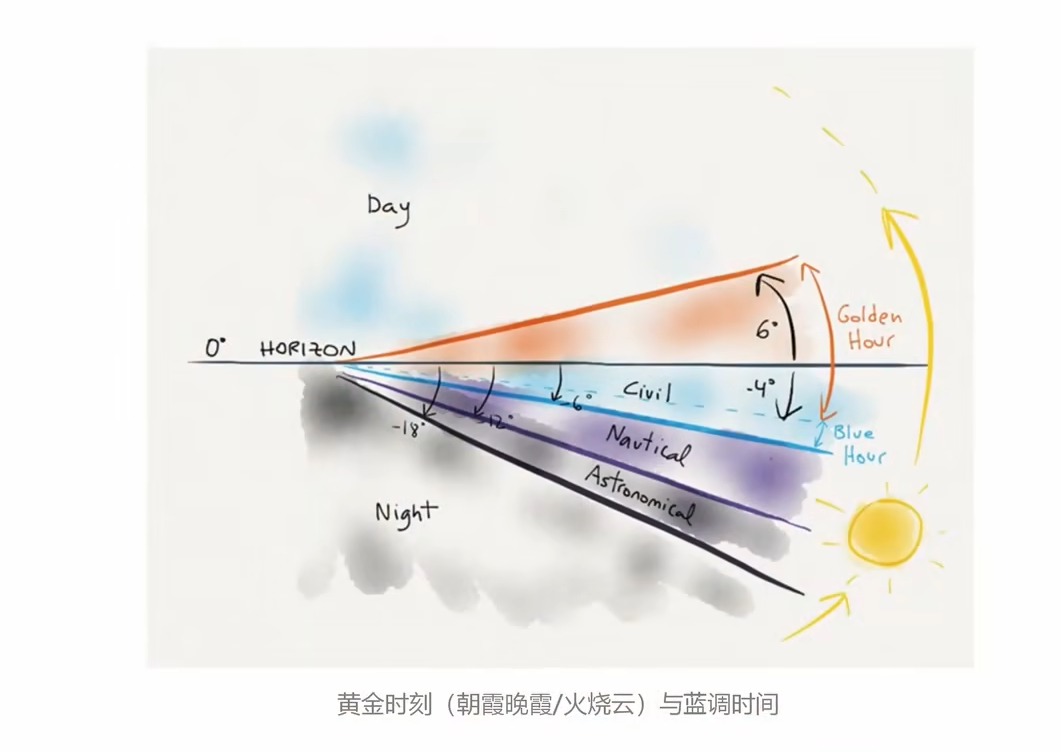 Day
Golden
Hour
6°
0° HORIZON
Civil
-4°
-6°
-12°
-18°
Nautical
Blue
Hour
Astronomical
Night
黄金时刻（朝霞晚霞/火烧云）与蓝调时间